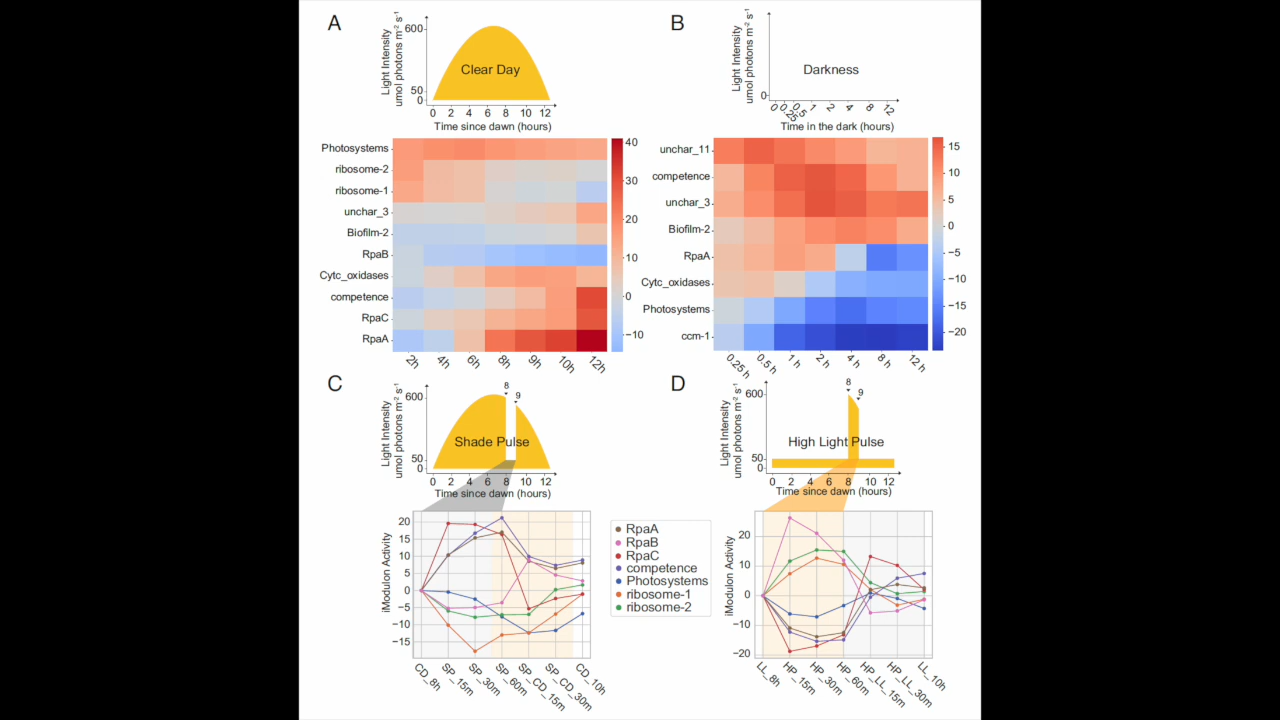 A
Light Intensity
umol photons m⁻² s⁻¹
600
50
0
Clear Day
0 2 4 6 8 10 12
Time since dawn (hours)
Photosystems
ribosome-2
ribosome-1
unchar_3
Biofilm-2
RpaB
Cytc_oxidases
competence
RpaC
RpaA
2h 4h 6h 8h 9h 10h 12h
40
30
20
10
0
−10
B
Light Intensity
umol photons m⁻² s⁻¹
0
Darkness
0 0.25 0.5 1 2 4 8 12
Time in the dark (hours)
unchar_11
competence
unchar_3
Biofilm-2
RpaA
Cytc_oxidases
Photosystems
ccm-1
0.25 h 0.5 h 1 h 2 h 4 h 8 h 12 h
15
10
5
0
−5
−10
−15
−20
C
Light Intensity
umol photons m⁻² s⁻¹
600
50
0
8
9
Shade Pulse
0 2 4 6 8 10 12
Time since dawn (hours)
iModulon Activity
20
15
10
5
0
−5
−10
−15
CD_8h SP_15m SP_30m SP_60m SP_CD_15m SP_CD_30m CD_10h
RpaA
RpaB
RpaC
competence
Photosystems
ribosome-1
ribosome-2
D
Light Intensity
umol photons m⁻² s⁻¹
600
50
0
8
9
High Light Pulse
0 2 4 6 8 10 12
Time since dawn (hours)
iModulon Activity
20
10
0
−10
−20
LL_8h HP_15m HP_30m HP_60m HP_LL_15m HP_LL_30m LL_10h